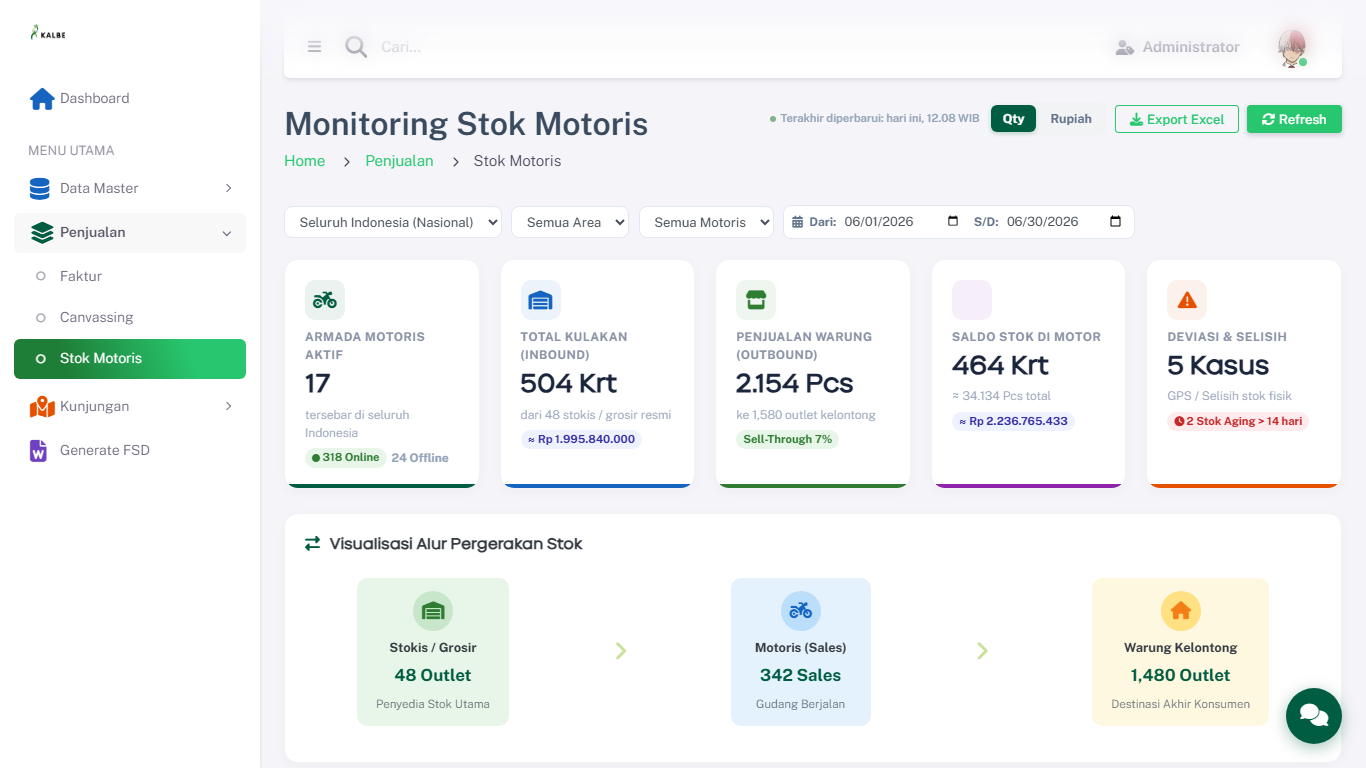 KALBE
Cari...
Administrator
Dashboard
MENU UTAMA
Data Master
Penjualan
Faktur
Canvassing
Stok Motoris
Kunjungan
Generate FSD
Monitoring Stok Motoris
Terakhir diperbarui: hari ini, 12.08 WIB
Qty
Rupiah
Export Excel
Refresh
Home > Penjualan > Stok Motoris
Seluruh Indonesia (Nasional)
Semua Area
Semua Motoris
Dari: 06/01/2026
S/D: 06/30/2026
ARMADA MOTORIS
AKTIF
17
tersebar di seluruh
Indonesia
318 Online
24 Offline
TOTAL KULAKAN
(INBOUND)
504 Krt
dari 48 stokis / grosir resmi
≈ Rp 1.995.840.000
PENJUALAN WARUNG
(OUTBOUND)
2.154 Pcs
ke 1,580 outlet kelontong
Sell-Through 7%
SALDO STOK DI MOTOR
464 Krt
≈ 34.134 Pcs total
≈ Rp 2.236.765.433
DEVIASI & SELISIH
5 Kasus
GPS / Selisih stok fisik
2 Stok Aging > 14 hari
Visualisasi Alur Pergerakan Stok
Stokis / Grosir
48 Outlet
Penyedia Stok Utama
Motoris (Sales)
342 Sales
Gudang Berjalan
Warung Kelontong
1,480 Outlet
Destinasi Akhir Konsumen